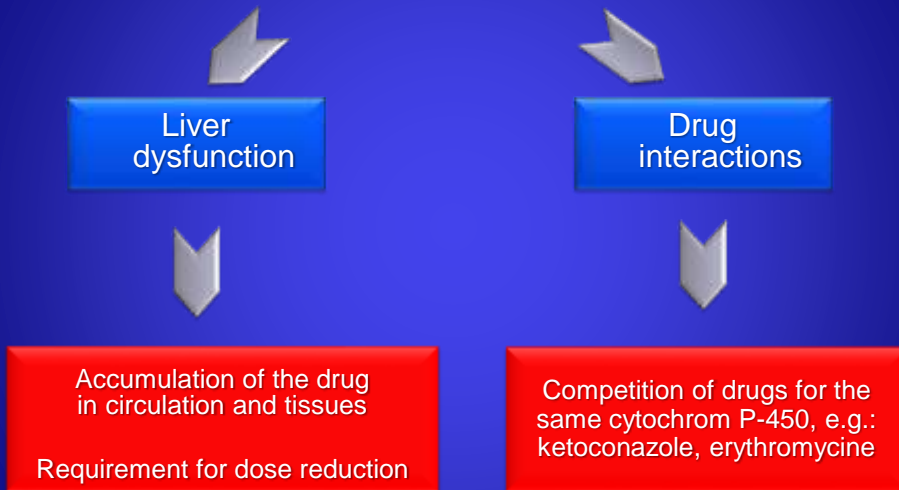 Liver
dysfunction
Drug
interactions
Accumulation of the drug
in circulation and tissues
Requirement for dose reduction
Competition of drugs for the
same cytochrom P-450, e.g.:
ketoconazole, erythromycine